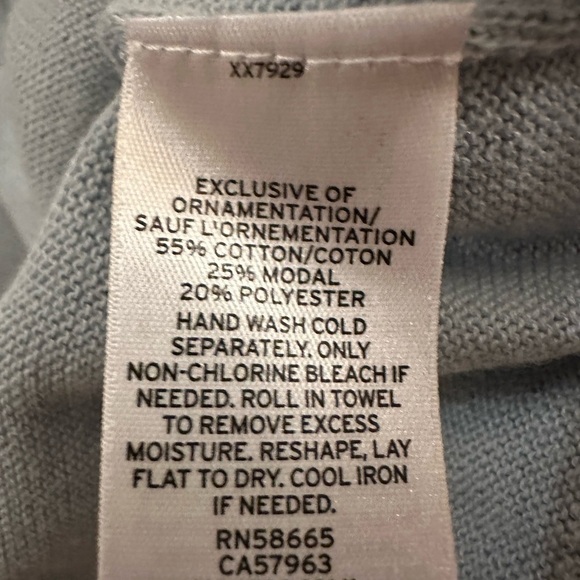 XX7929
EXCLUSIVE OF
ORNAMENTATION/
SAUF L'ORNEMENTATION
55% COTTON/COTON
25% MODAL
20% POLYESTER
HAND WASH COLD
SEPARATELY. ONLY
NON-CHLORINE BLEACH IF
NEEDED. ROLL IN TOWEL
TO REMOVE EXCESS
MOISTURE. RESHAPE, LAY
FLAT TO DRY. COOL IRON
IF NEEDED.
RN58665
CA57963